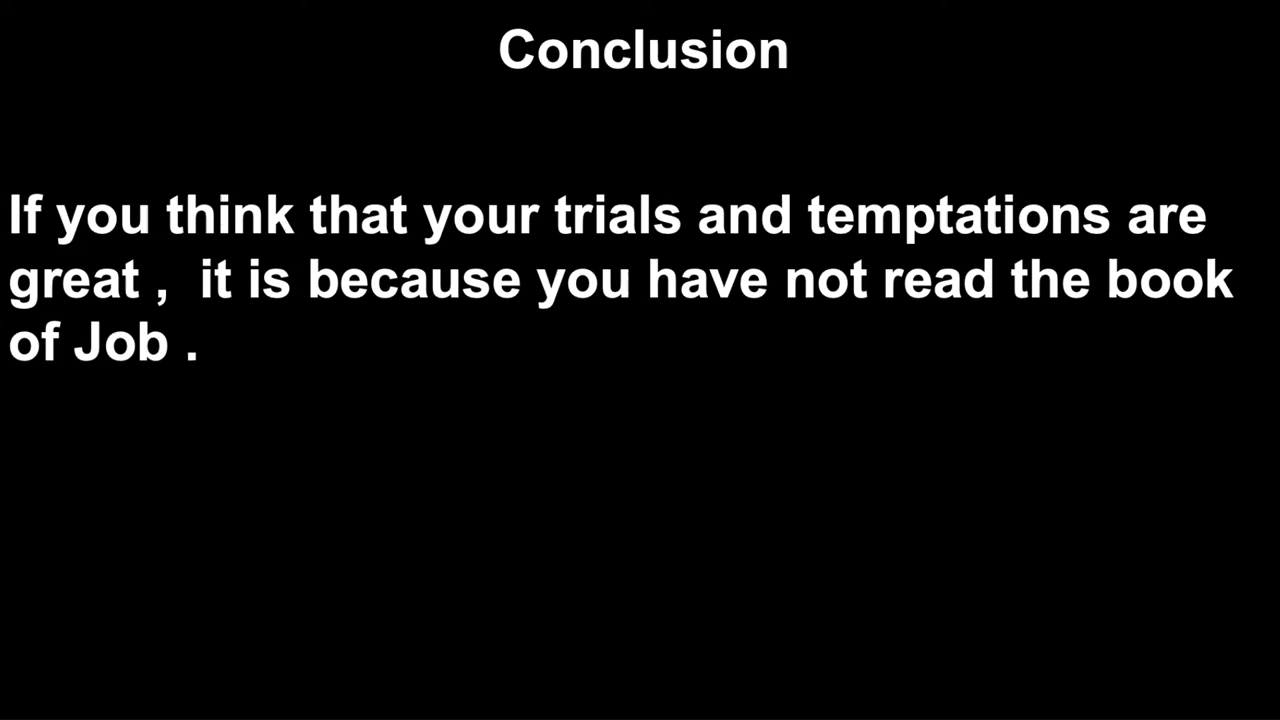 Conclusion
If you think that your trials and temptations are
great ,  it is because you have not read the book
of Job .